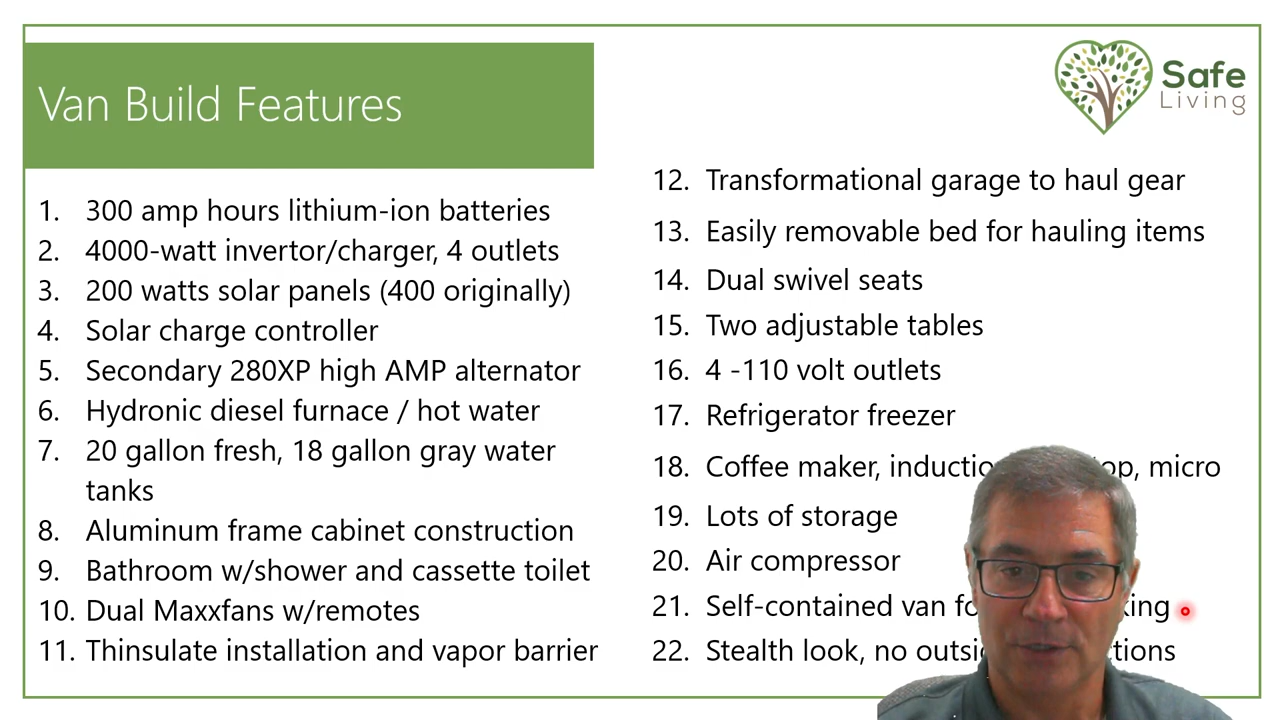 Van Build Features
Safe
Living
1. 300 amp hours lithium-ion batteries
2. 4000-watt invertor/charger, 4 outlets
3. 200 watts solar panels (400 originally)
4. Solar charge controller
5. Secondary 280XP high AMP alternator
6. Hydronic diesel furnace / hot water
7. 20 gallon fresh, 18 gallon gray water
tanks
8. Aluminum frame cabinet construction
9. Bathroom w/shower and cassette toilet
10. Dual Maxxfans w/remotes
11. Thinsulate installation and vapor barrier
12. Transformational garage to haul gear
13. Easily removable bed for hauling items
14. Dual swivel seats
15. Two adjustable tables
16. 4 -110 volt outlets
17. Refrigerator freezer
18. Coffee maker, micro
19. Lots of storage
20. Air compressor
21. Self-contained van
22. Stealth look, no